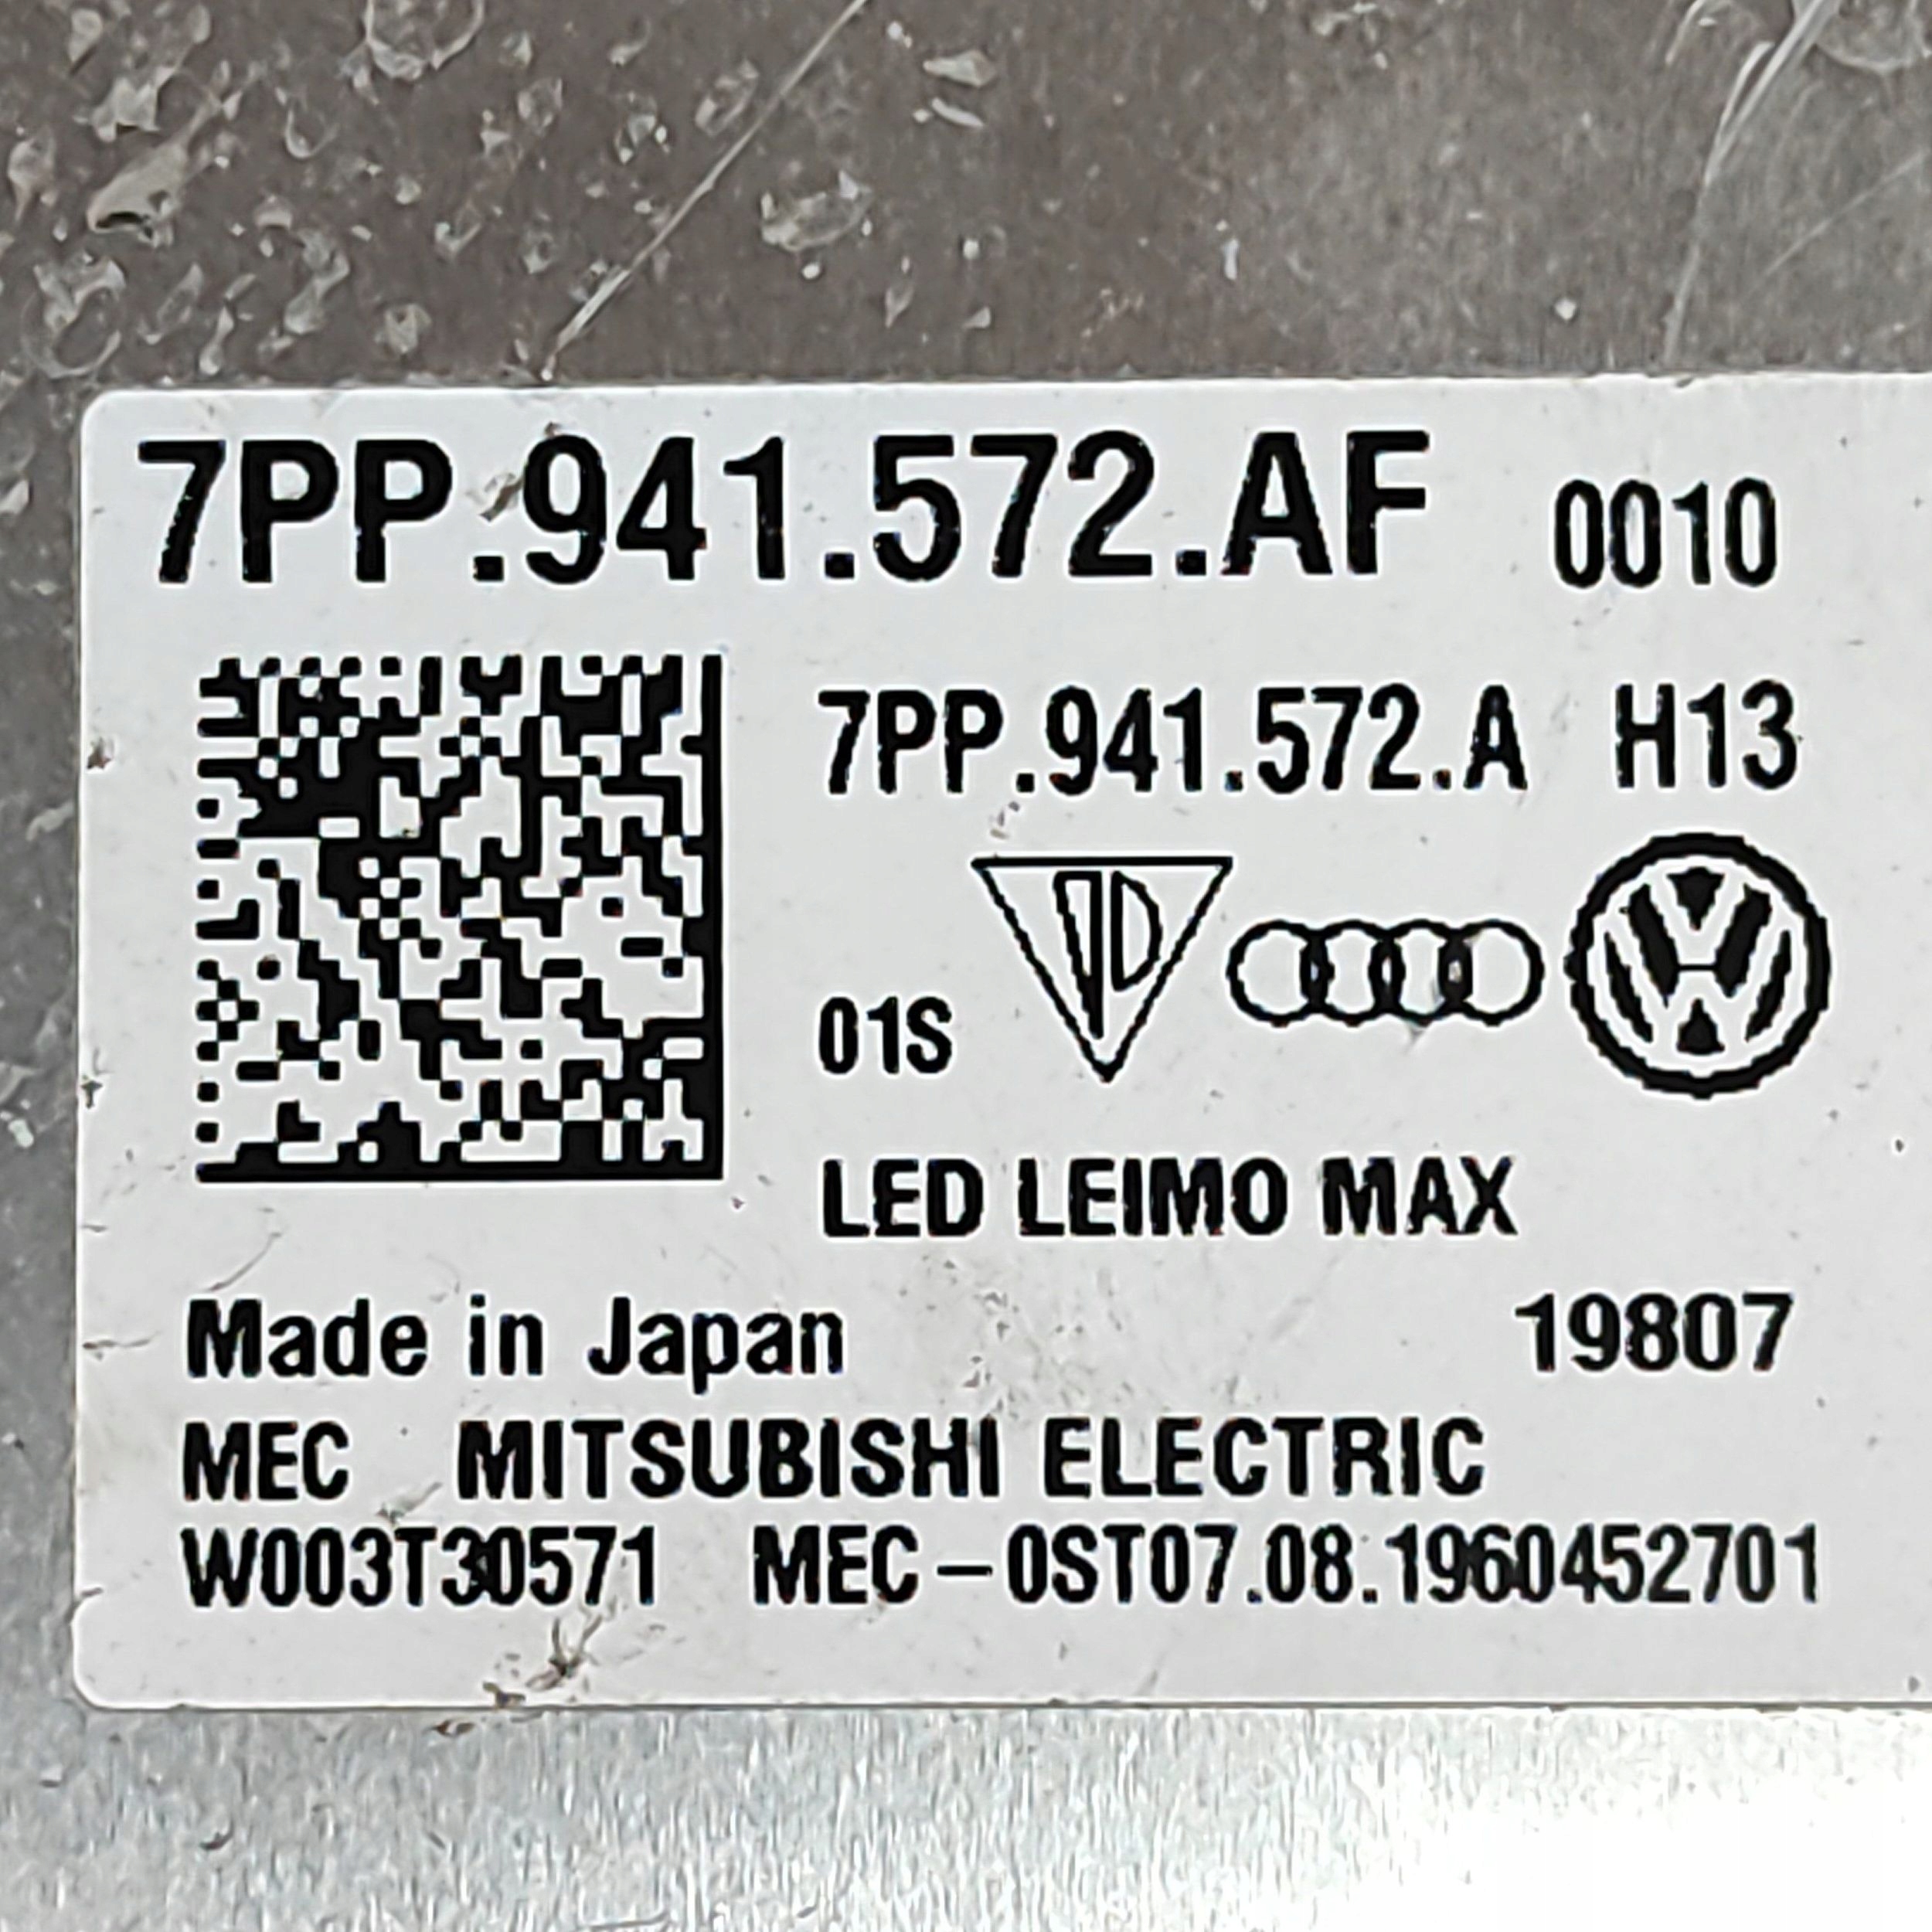 7PP.941.572.AF 0010
7PP.941.572.A H13
01S
LED LEIMO MAX
Made in Japan 19807
MEC MITSUBISHI ELECTRIC
W003T30571 MEC-0ST07.08.1960452701